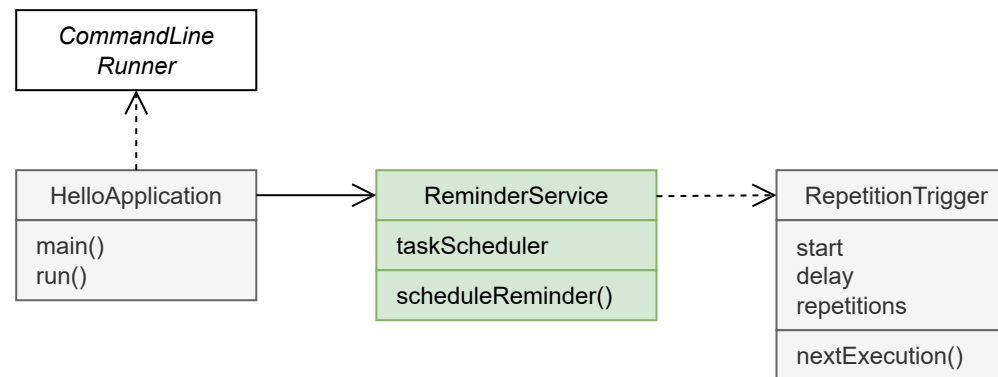 CommandLine
Runner
HelloApplication
main()
run()
ReminderService
taskScheduler
scheduleReminder()
RepetitionTrigger
start
delay
repetitions
nextExecution()